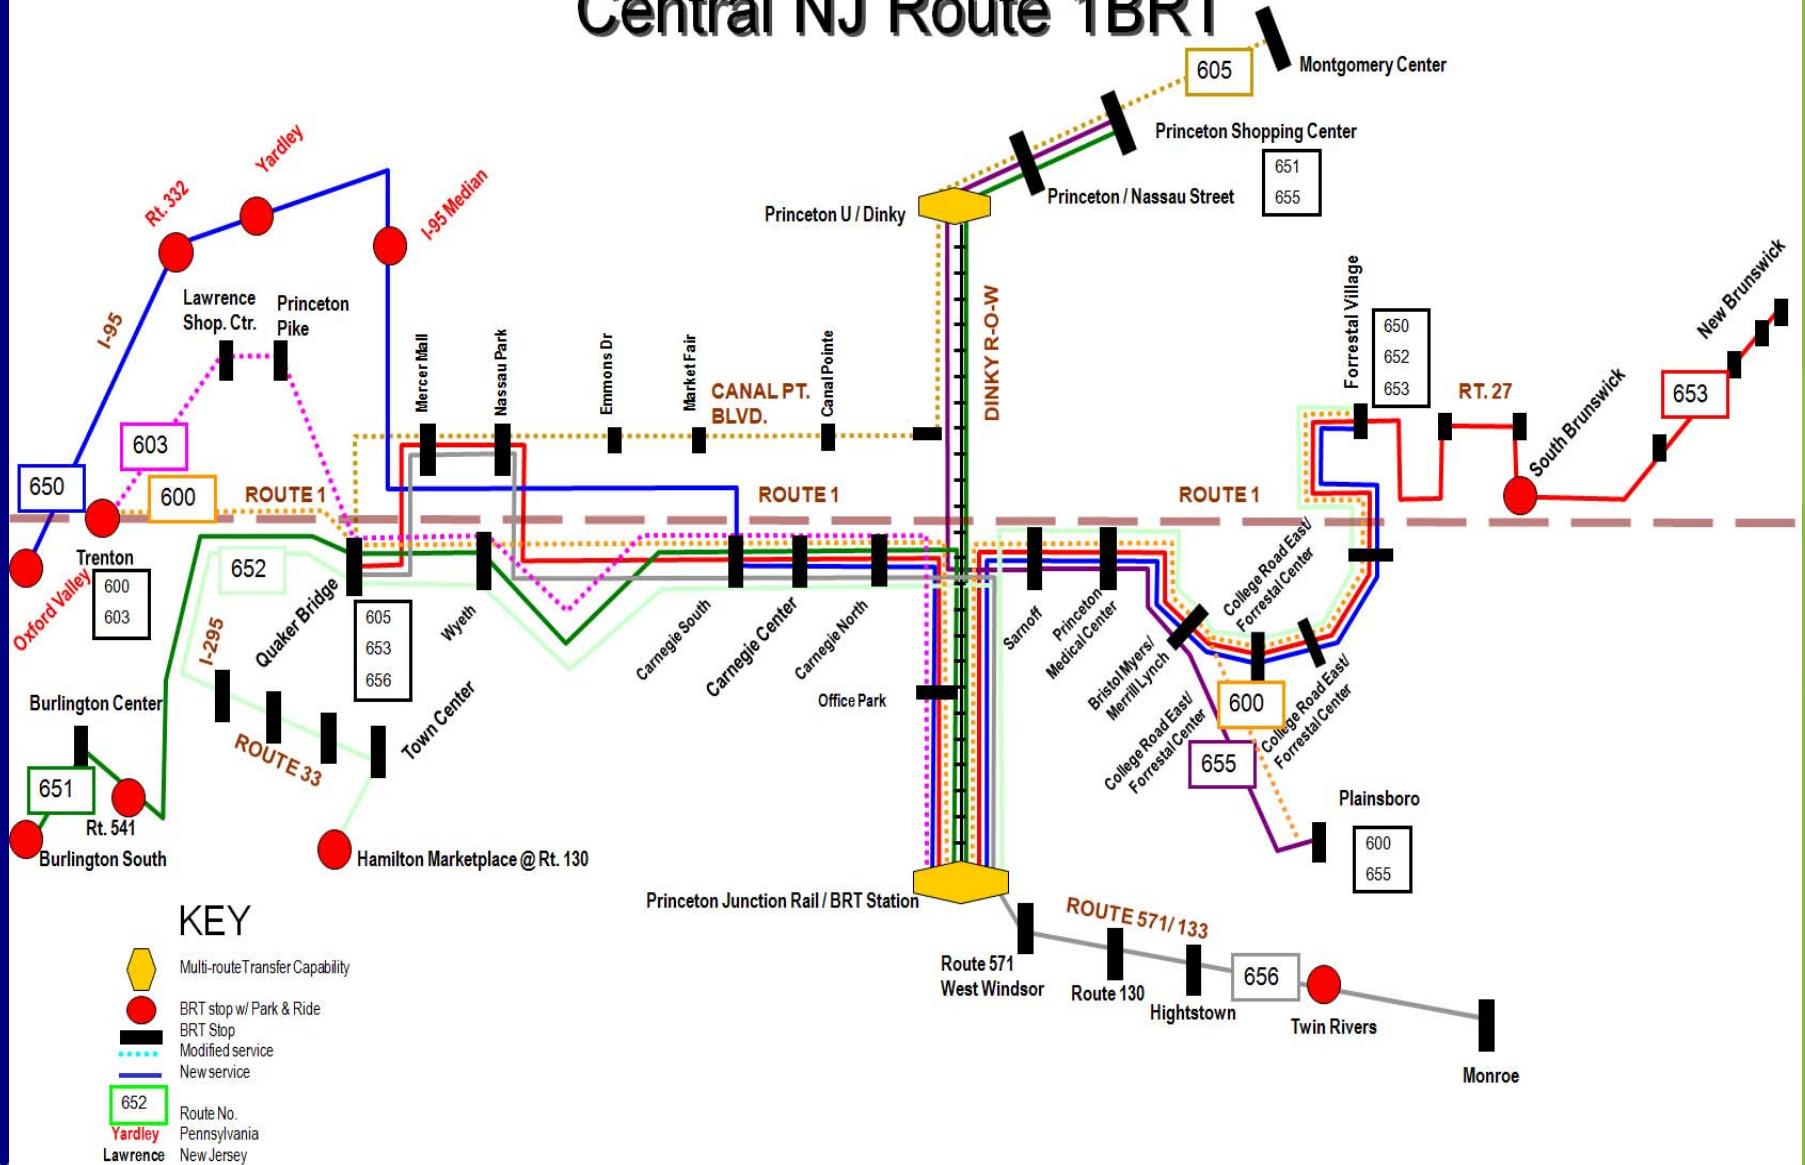 Central NJ Route 1BRT
605
Montgomery Center
Princeton Shopping Center
651
655
Princeton / Nassau Street
Princeton U / Dinky
Yardley
Rt. 332
I-95 Median
I-95
Lawrence
Shop. Ctr.
Princeton
Pike
603
650
600
ROUTE 1
Mercer Mall
Nassau Park
Emmons Dr
Market Fair
CANAL PT.
BLVD.
Canal Pointe
DINKY R-O-W
ROUTE 1
ROUTE 1
Forrestal Village
650
652
653
RT. 27
South Brunswick
653
New Brunswick
Trenton
600
603
Oxford Valley
652
Quaker Bridge
605
653
656
Wyeth
Carnegie South
Carnegie Center
Carnegie North
Office Park
Sarnoff
Princeton
Medical Center
Bristol Myers/
Merrill Lynch
College Road East/
Forrestal Center
College Road East/
Forrestal Center
College Road East/
Forrestal Center
600
655
Plainsboro
600
655
I-295
ROUTE 33
Town Center
Burlington Center
651
Rt. 541
Burlington South
Hamilton Marketplace @ Rt. 130
Princeton Junction Rail / BRT Station
ROUTE 571/ 133
Route 571
West Windsor
Route 130
Hightstown
656
Twin Rivers
Monroe
KEY
Multi-routeTransfer Capability
BRT stop w/ Park & Ride
BRT Stop
Modified service
New service
652
Route No.
Yardley Pennsylvania
Lawrence New Jersey